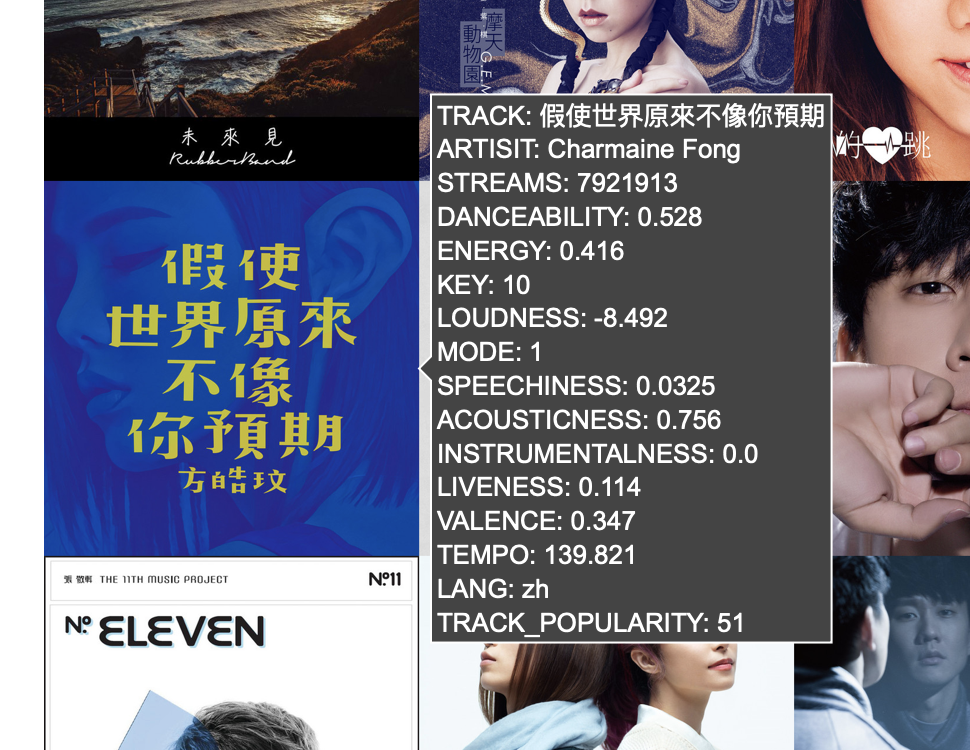 摩天
動物園
G.E.M
未來見
RubberBand
的 跳
假使
世界原來
不像
你預期
方皓玟
TRACK: 假使世界原來不像你預期
ARTISIT: Charmaine Fong
STREAMS: 7921913
DANCEABILITY: 0.528
ENERGY: 0.416
KEY: 10
LOUDNESS: -8.492
MODE: 1
SPEECHINESS: 0.0325
ACOUSTICNESS: 0.756
INSTRUMENTALNESS: 0.0
LIVENESS: 0.114
VALENCE: 0.347
TEMPO: 139.821
LANG: zh
TRACK_POPULARITY: 51
張敬軒 THE 11TH MUSIC PROJECT
Nº11
Nº ELEVEN